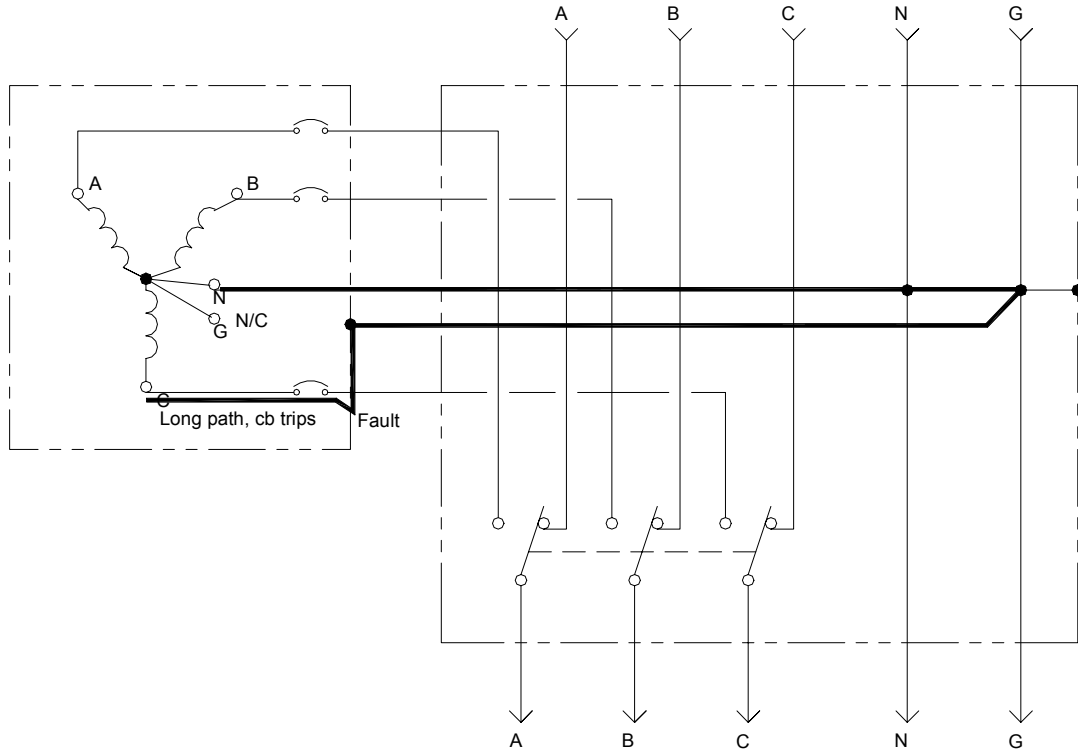 A B C N G
A
B
N
G N/C
C
Long path, cb trips
Fault
A B C N G